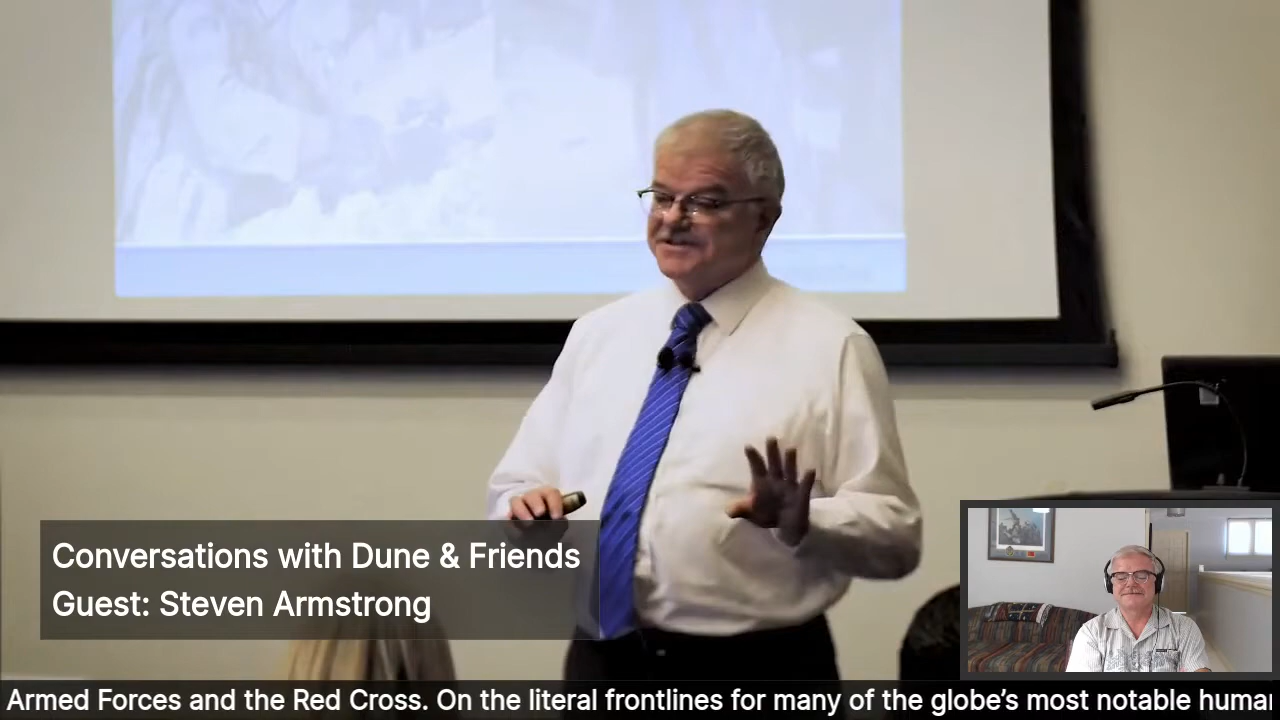 Conversations with Dune & Friends
Guest: Steven Armstrong
Armed Forces and the Red Cross. On the literal frontlines for many of the globe’s most notable